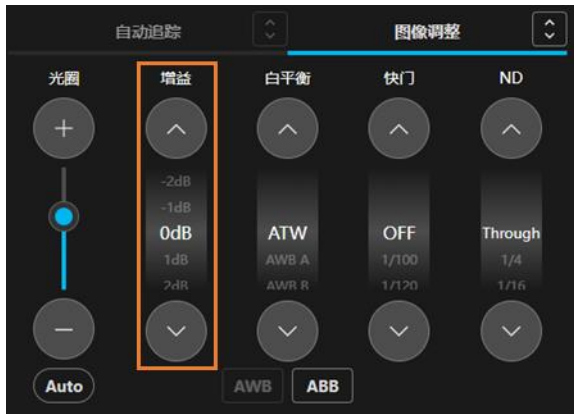 自动追踪 图像调整
光圈 增益 白平衡 快门 ND
-2dB
-1dB
0dB ATW OFF Through
1dB AWB A 1/100 1/4
2dB AWB B 1/120 1/16
Auto AWB ABB